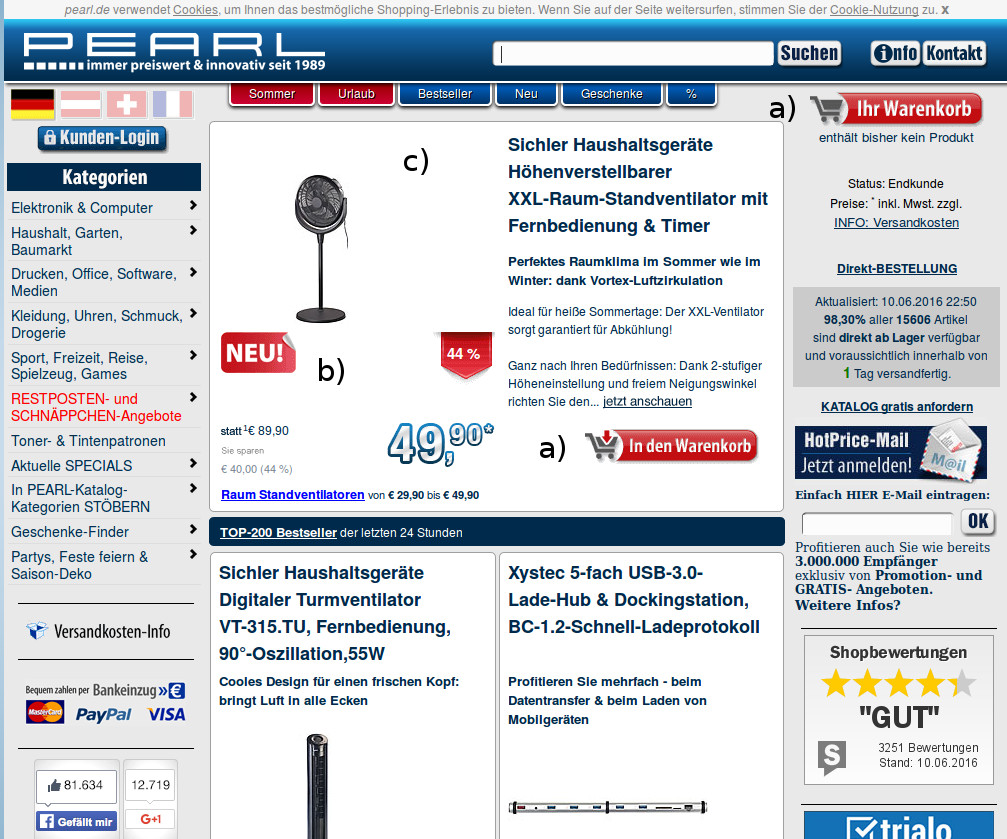 pearl.de verwendet Cookies, um Ihnen das bestmögliche Shopping-Erlebnis zu bieten. Wenn Sie auf der Seite weitersurfen, stimmen Sie der Cookie-Nutzung zu. x
PEARL
immer preiswert & innovativ seit 1989
Suchen
Info
Kontakt
Sommer
Urlaub
Bestseller
Neu
Geschenke
%
Kunden-Login
Kategorien
Elektronik & Computer
Haushalt, Garten,
Baumarkt
Drucken, Office, Software,
Medien
Kleidung, Uhren, Schmuck,
Drogerie
Sport, Freizeit, Reise,
Spielzeug, Games
RESTPOSTEN- und
SCHNÄPPCHEN-Angebote
Toner- & Tintenpatronen
Aktuelle SPECIALS
In PEARL-Katalog-
Kategorien STÖBERN
Geschenke-Finder
Partys, Feste feiern &
Saison-Deko
Versandkosten-Info
Bequem zahlen per Bankeinzug » €
MasterCard PayPal VISA
81.634
12.719
f Gefällt mir
G+1
c)
Sichler Haushaltsgeräte
Höhenverstellbarer
XXL-Raum-Standventilator mit
Fernbedienung & Timer
Perfektes Raumklima im Sommer wie im
Winter: dank Vortex-Luftzirkulation
Ideal für heiße Sommertage: Der XXL-Ventilator
sorgt garantiert für Abkühlung!
Ganz nach Ihren Bedürfnissen: Dank 2-stufiger
Höheneinstellung und freiem Neigungswinkel
richten Sie den... jetzt anschauen
NEU!
b)
44 %
statt ¹€ 89,90
Sie sparen
€ 40,00 (44 %)
49,90*
a)
In den Warenkorb
Raum Standventilatoren von € 29,90 bis € 49,90
TOP-200 Bestseller der letzten 24 Stunden
Sichler Haushaltsgeräte
Digitaler Turmventilator
VT-315.TU, Fernbedienung,
90°-Oszillation,55W
Cooles Design für einen frischen Kopf:
bringt Luft in alle Ecken
Xystec 5-fach USB-3.0-
Lade-Hub & Dockingstation,
BC-1.2-Schnell-Ladeprotokoll
Profitieren Sie mehrfach - beim
Datentransfer & beim Laden von
Mobilgeräten
a)
Ihr Warenkorb
enthält bisher kein Produkt
Status: Endkunde
Preise: * inkl. Mwst. zzgl.
INFO: Versandkosten
Direkt-BESTELLUNG
Aktualisiert: 10.06.2016 22:50
98,30% aller 15606 Artikel
sind direkt ab Lager verfügbar
und voraussichtlich innerhalb von
1 Tag versandfertig.
KATALOG gratis anfordern
HotPrice-Mail
Jetzt anmelden!
M@il
Einfach HIER E-Mail eintragen:
OK
Profitieren auch Sie wie bereits
3.000.000 Empfänger
exklusiv von Promotion- und
GRATIS- Angeboten.
Weitere Infos?
Shopbewertungen
"GUT"
S
3251 Bewertungen
Stand: 10.06.2016
trialo